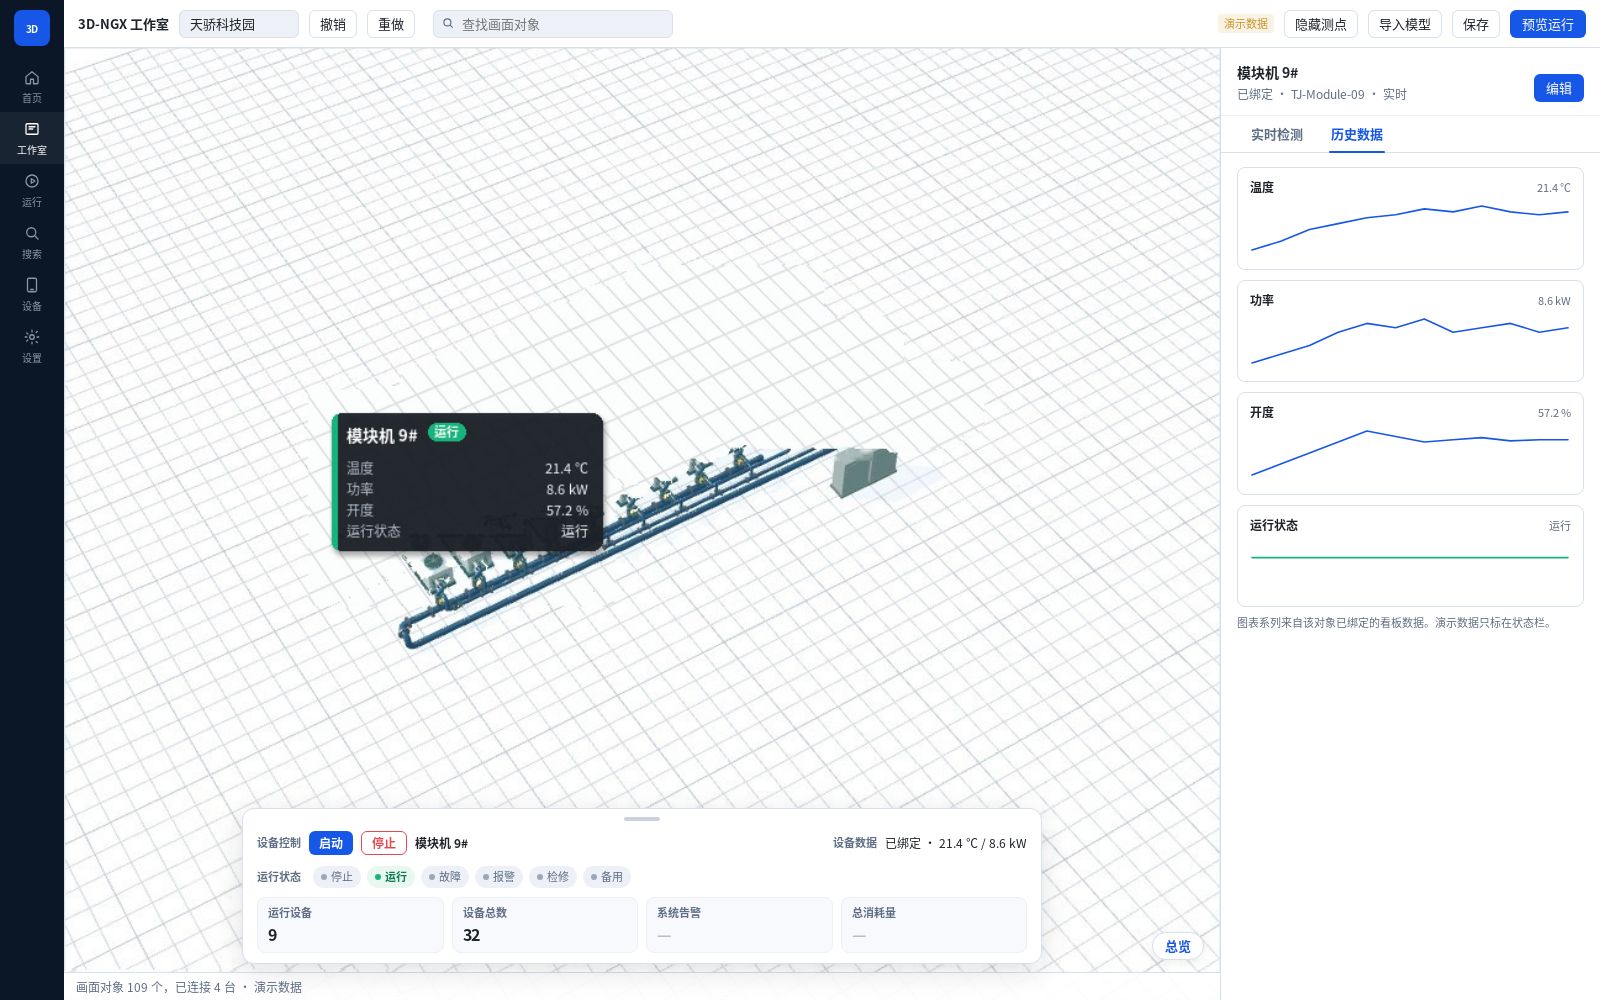 3D
首页
工作室
运行
搜索
设备
设置
3D-NGX 工作室
天骄科技园
撤销
重做
查找画面对象
演示数据
隐藏测点
导入模型
保存
预览运行
模块机 9# 运行
温度 21.4 °C
功率 8.6 kW
开度 57.2 %
运行状态 运行
设备控制 启动 停止 模块机 9# 设备数据 已绑定 · 21.4 °C / 8.6 kW
运行状态 停止 运行 故障 报警 检修 备用
运行设备
9
设备总数
32
系统告警
—
总消耗量
—
总览
画面对象 109 个，已连接 4 台 · 演示数据
模块机 9#
已绑定 · TJ-Module-09 · 实时
编辑
实时检测 历史数据
温度 21.4 °C
功率 8.6 kW
开度 57.2 %
运行状态 运行
图表系列来自该对象已绑定的看板数据。演示数据只标在状态栏。